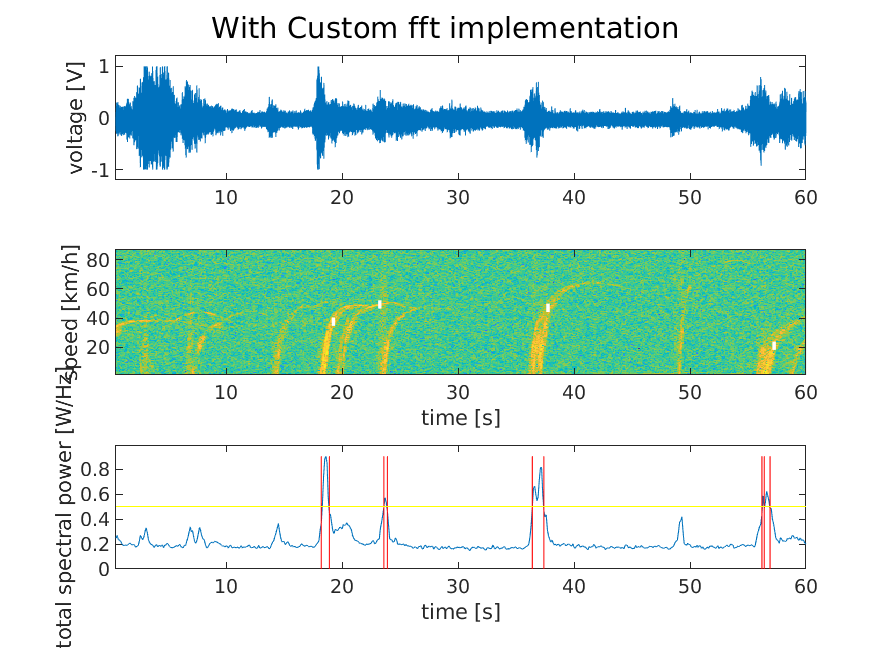 With Custom fft implementation
voltage [V]
1
0
-1
10 20 30 40 50 60
speed [km/h]
80
60
40
20
10 20 30 40 50 60
time [s]
total spectral power [W/Hz]
0.8
0.6
0.4
0.2
0
10 20 30 40 50 60
time [s]